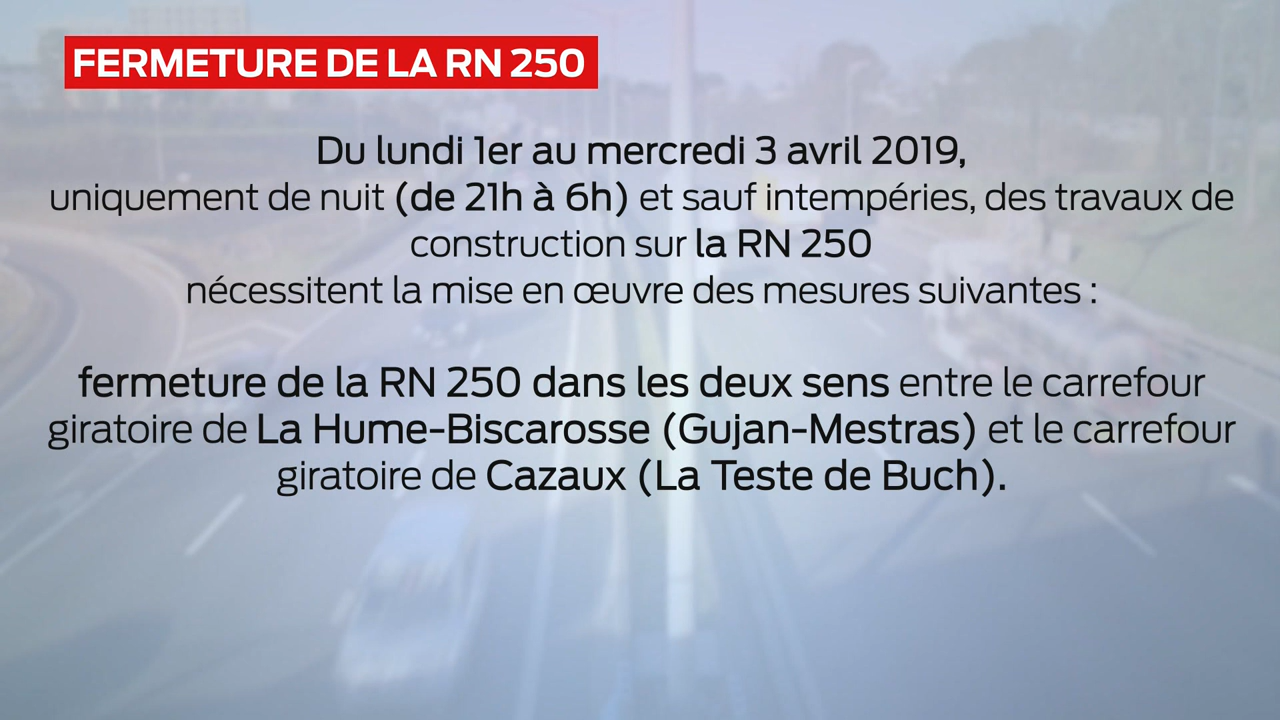 FERMETURE DE LA RN 250
Du lundi 1er au mercredi 3 avril 2019,
uniquement de nuit (de 21h à 6h) et sauf intempéries, des travaux de
construction sur la RN 250
nécessitent la mise en œuvre des mesures suivantes :
fermeture de la RN 250 dans les deux sens entre le carrefour
giratoire de La Hume-Biscarosse (Gujan-Mestras) et le carrefour
giratoire de Cazaux (La Teste de Buch).